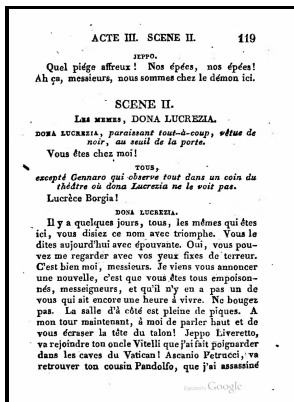 ACTE III. SCENE II. 119
JEPPO.
Quel piége affreux ! Nos épées, nos épées!
Ah ça, messieurs, nous sommes chez le démon ici.
SCENE II.
LES MEMES, DONA LUCREZIA.
DONA LUCREZIA, paraissant tout-à-coup, vêtue de
noir, au seuil de la porte.
Vous êtes chez moi!
TOUS,
excepté Gennaro qui observe tout dans un coin du
théâtre où dona Lucrezia ne le voit pas.
Lucrèce Borgia!
DONA LUCREZIA.
Il y a quelques jours, tous, les mêmes qui êtes
ici, vous disiez ce nom avec triomphe. Vous le
dites aujourd'hui avec épouvante. Oui, vous pou-
vez me regarder avec vos yeux fixes de terreur.
C'est bien moi, messieurs. Je viens vous annoncer
une nouvelle, c'est que vous êtes tous empoison-
nés, messeigneurs, et qu'il n'y en a pas un de
vous qui ait encore une heure à vivre. Ne bougez
pas. La salle d'à côté est pleine de piques. A
mon tour maintenant, à moi de parler haut et de
vous écraser la tête du talon! Jeppo Liveretto,
va rejoindre ton oncle Vitelli que j'ai fait poignarder
dans les caves du Vatican! Ascanio Petrucci, va
retrouver ton cousin Pandolfo, que j'ai assassiné
Digitized by Google